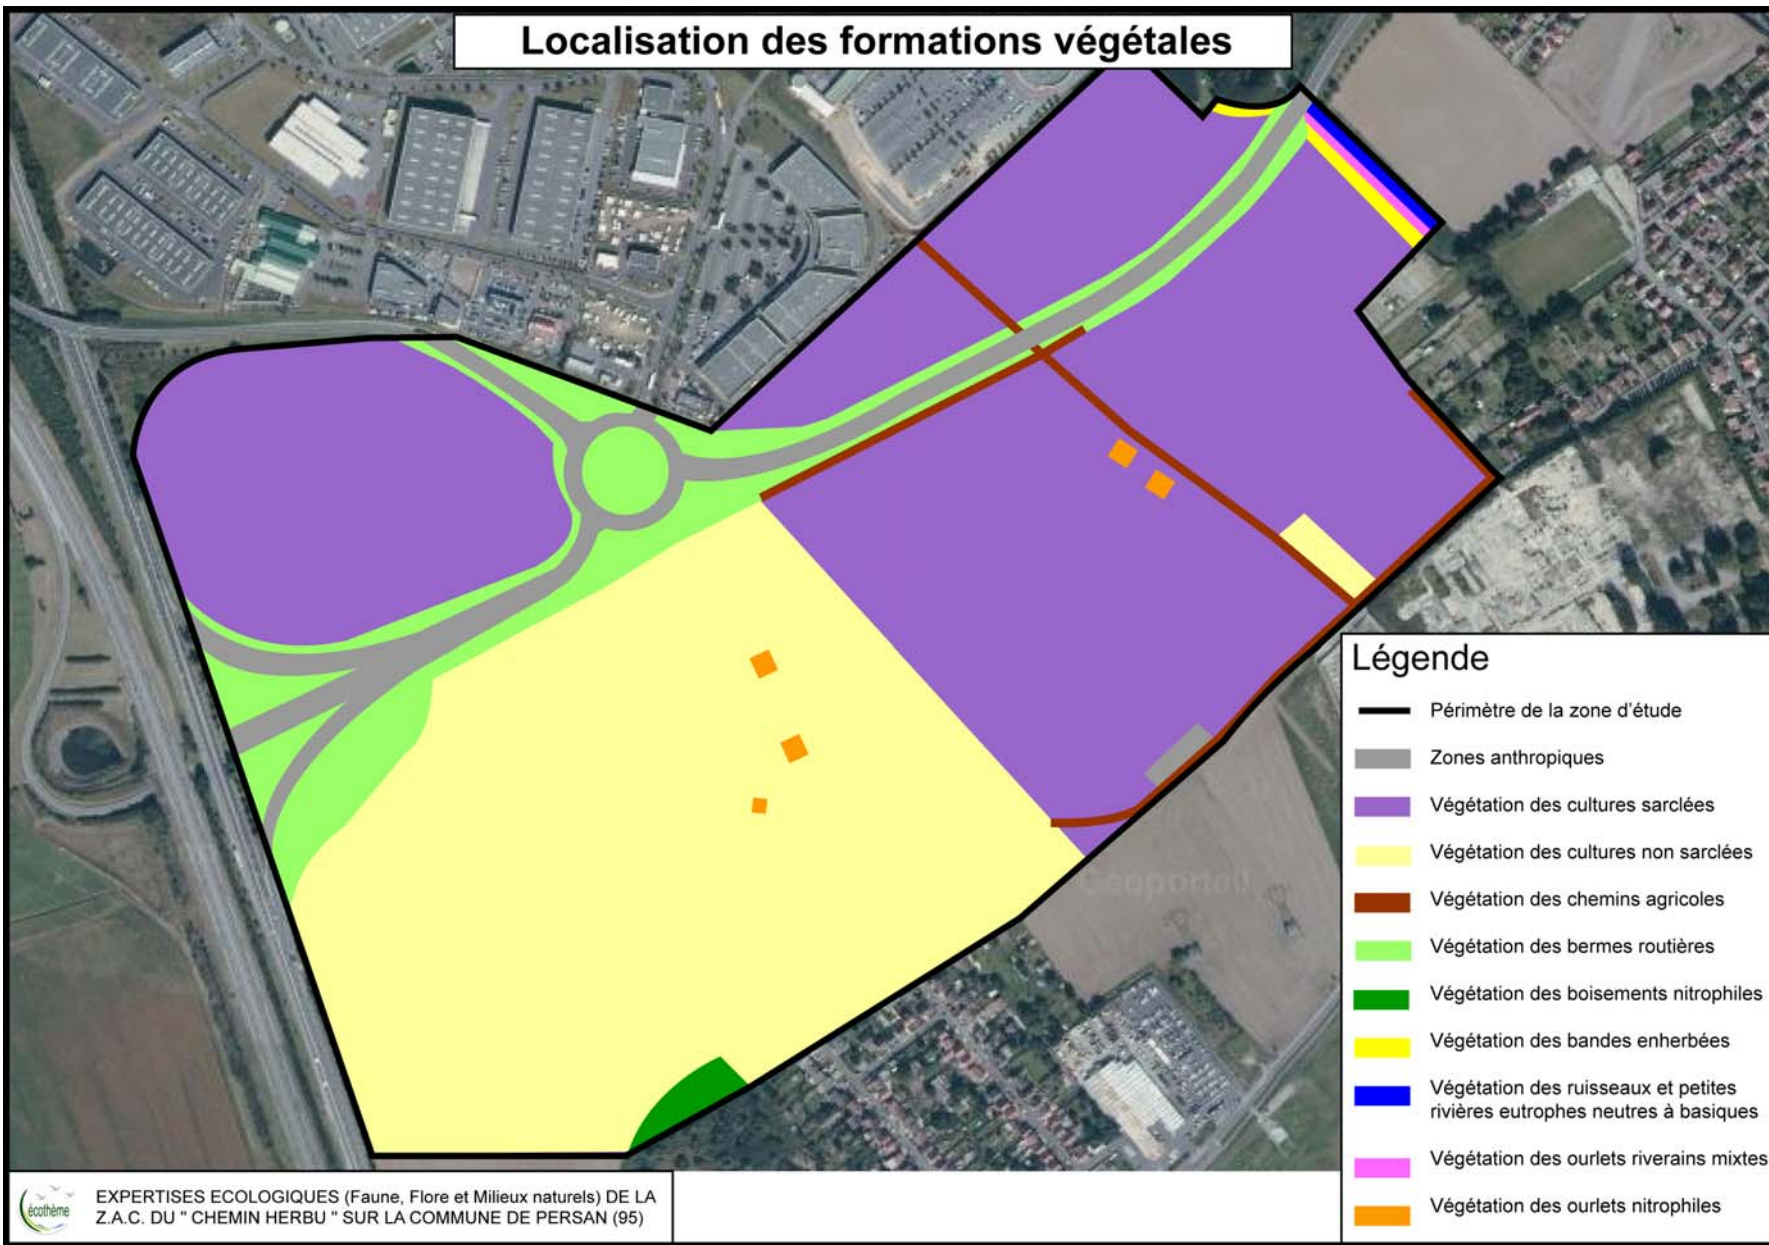 Localisation des formations végétales
Géoportail
Légende
Périmètre de la zone d'étude
Zones anthropiques
Végétation des cultures sarclées
Végétation des cultures non sarclées
Végétation des chemins agricoles
Végétation des bermes routières
Végétation des boisements nitrophiles
Végétation des bandes enherbées
Végétation des ruisseaux et petites
rivières eutrophes neutres à basiques
Végétation des ourlets riverains mixtes
Végétation des ourlets nitrophiles
écothème
EXPERTISES ECOLOGIQUES (Faune, Flore et Milieux naturels) DE LA
Z.A.C. DU " CHEMIN HERBU " SUR LA COMMUNE DE PERSAN (95)